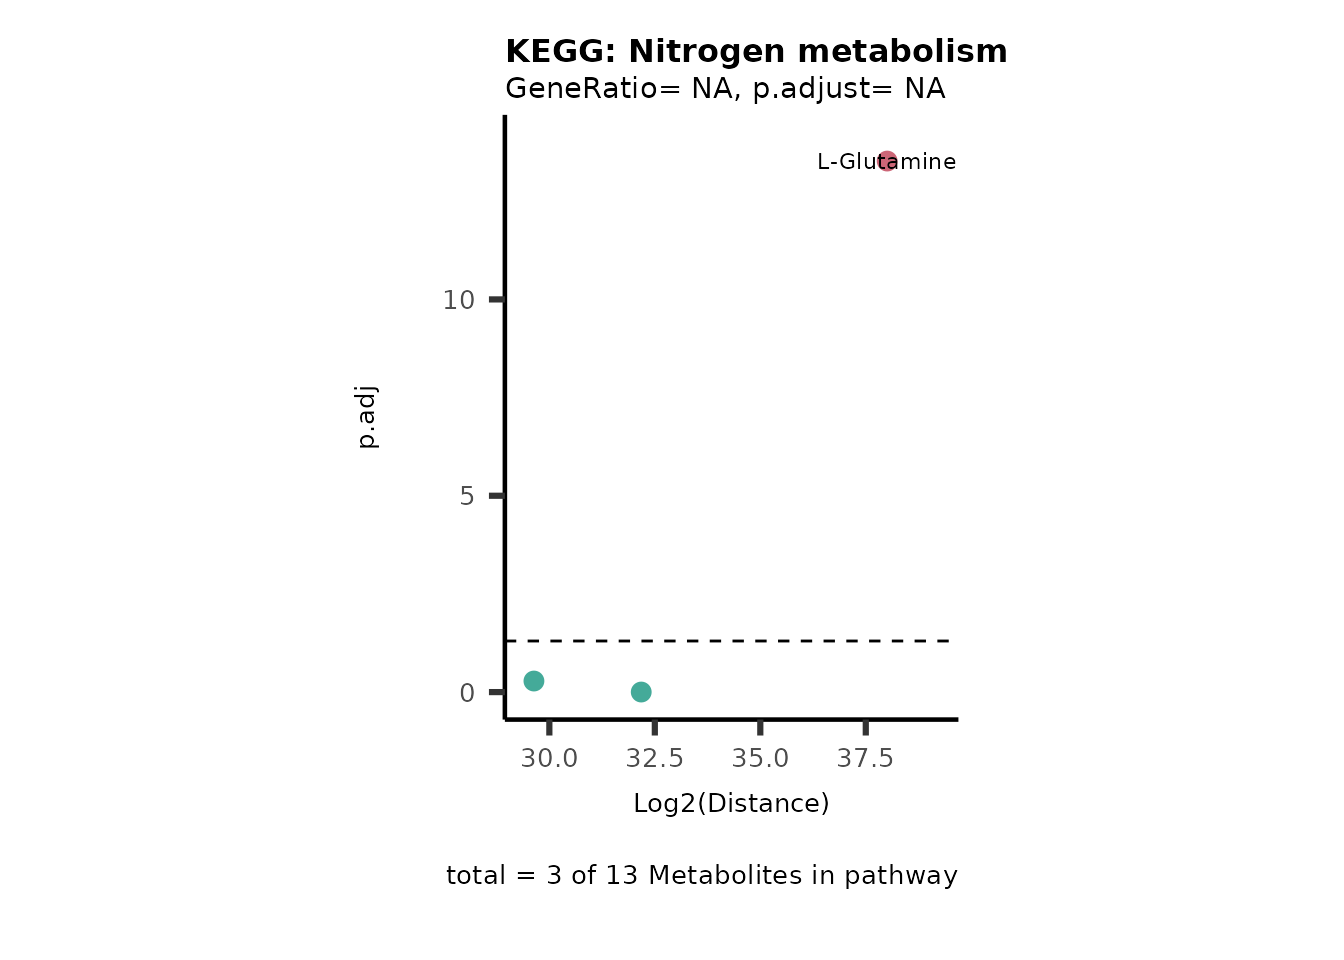 KEGG: Nitrogen metabolism
GeneRatio= NA, p.adjust= NA
L-Glutamine
10
5
0
p.adj
30.0 32.5 35.0 37.5
Log2(Distance)
total = 3 of 13 Metabolites in pathway